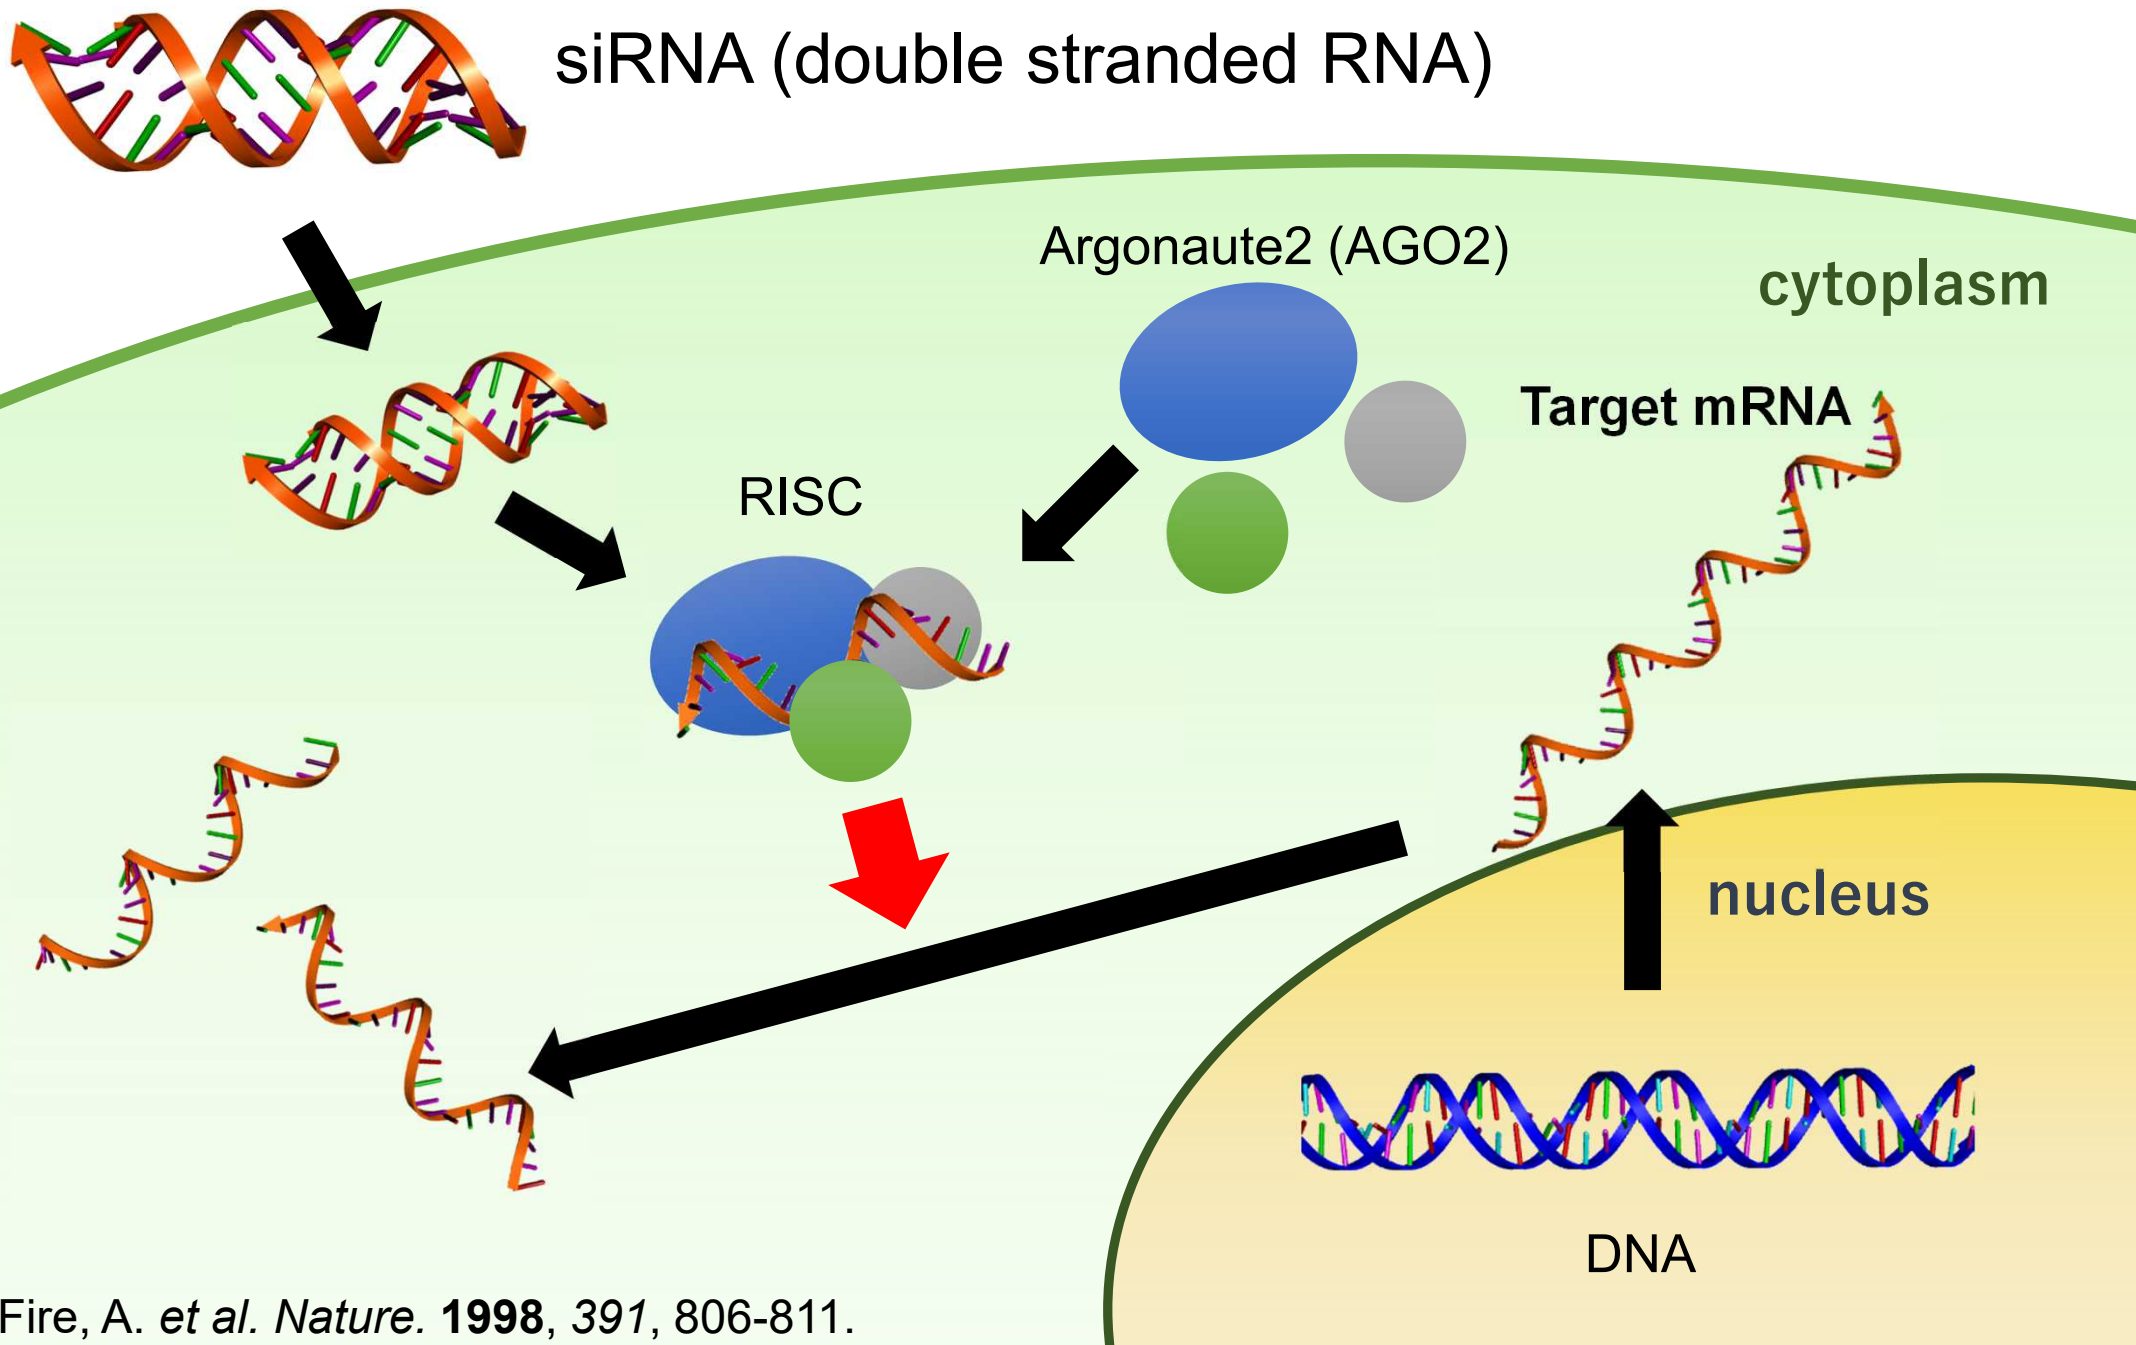 siRNA (double stranded RNA)
Argonaute2 (AGO2)
cytoplasm
Target mRNA
RISC
nucleus
DNA
Fire, A. et al. Nature. 1998, 391, 806-811.